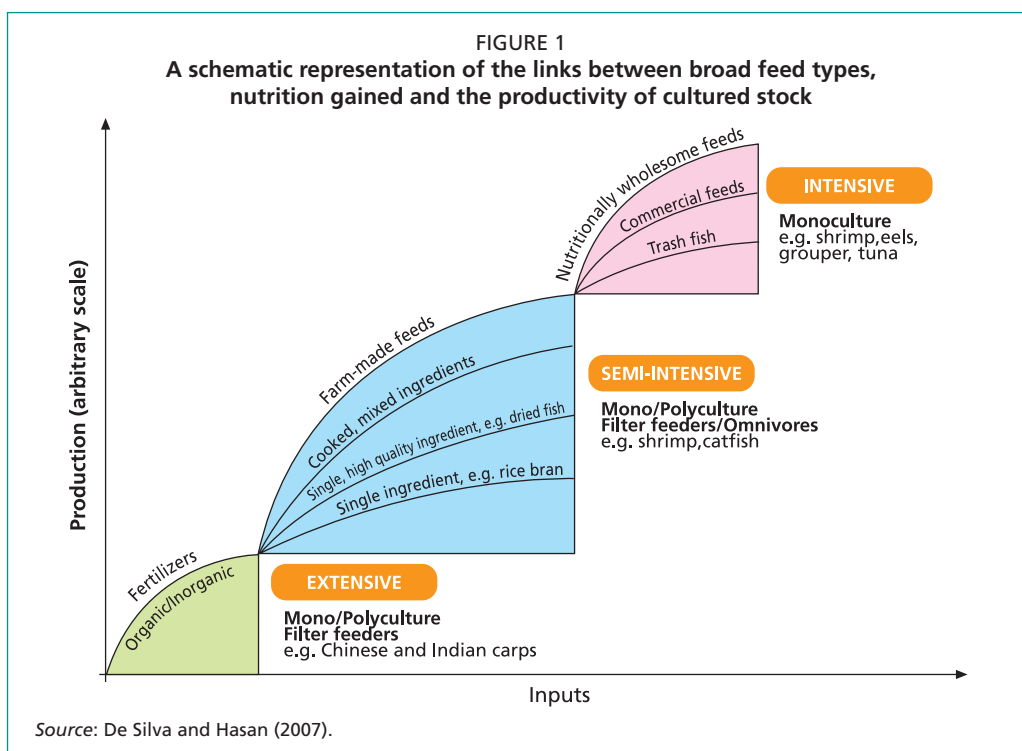 FIGURE 1
A schematic representation of the links between broad feed types,
nutrition gained and the productivity of cultured stock
Production (arbitrary scale)
Nutritionally wholesome feeds
Commercial feeds
Trash fish
INTENSIVE
Monoculture
e.g. shrimp,eels,
grouper, tuna
Farm-made feeds
Cooked, mixed ingredients
Single, high quality ingredient, e.g. dried fish
Single ingredient, e.g. rice bran
SEMI-INTENSIVE
Mono/Polyculture
Filter feeders/Omnivores
e.g. shrimp,catfish
Fertilizers
Organic/Inorganic
EXTENSIVE
Mono/Polyculture
Filter feeders
e.g. Chinese and Indian carps
Inputs
Source: De Silva and Hasan (2007).